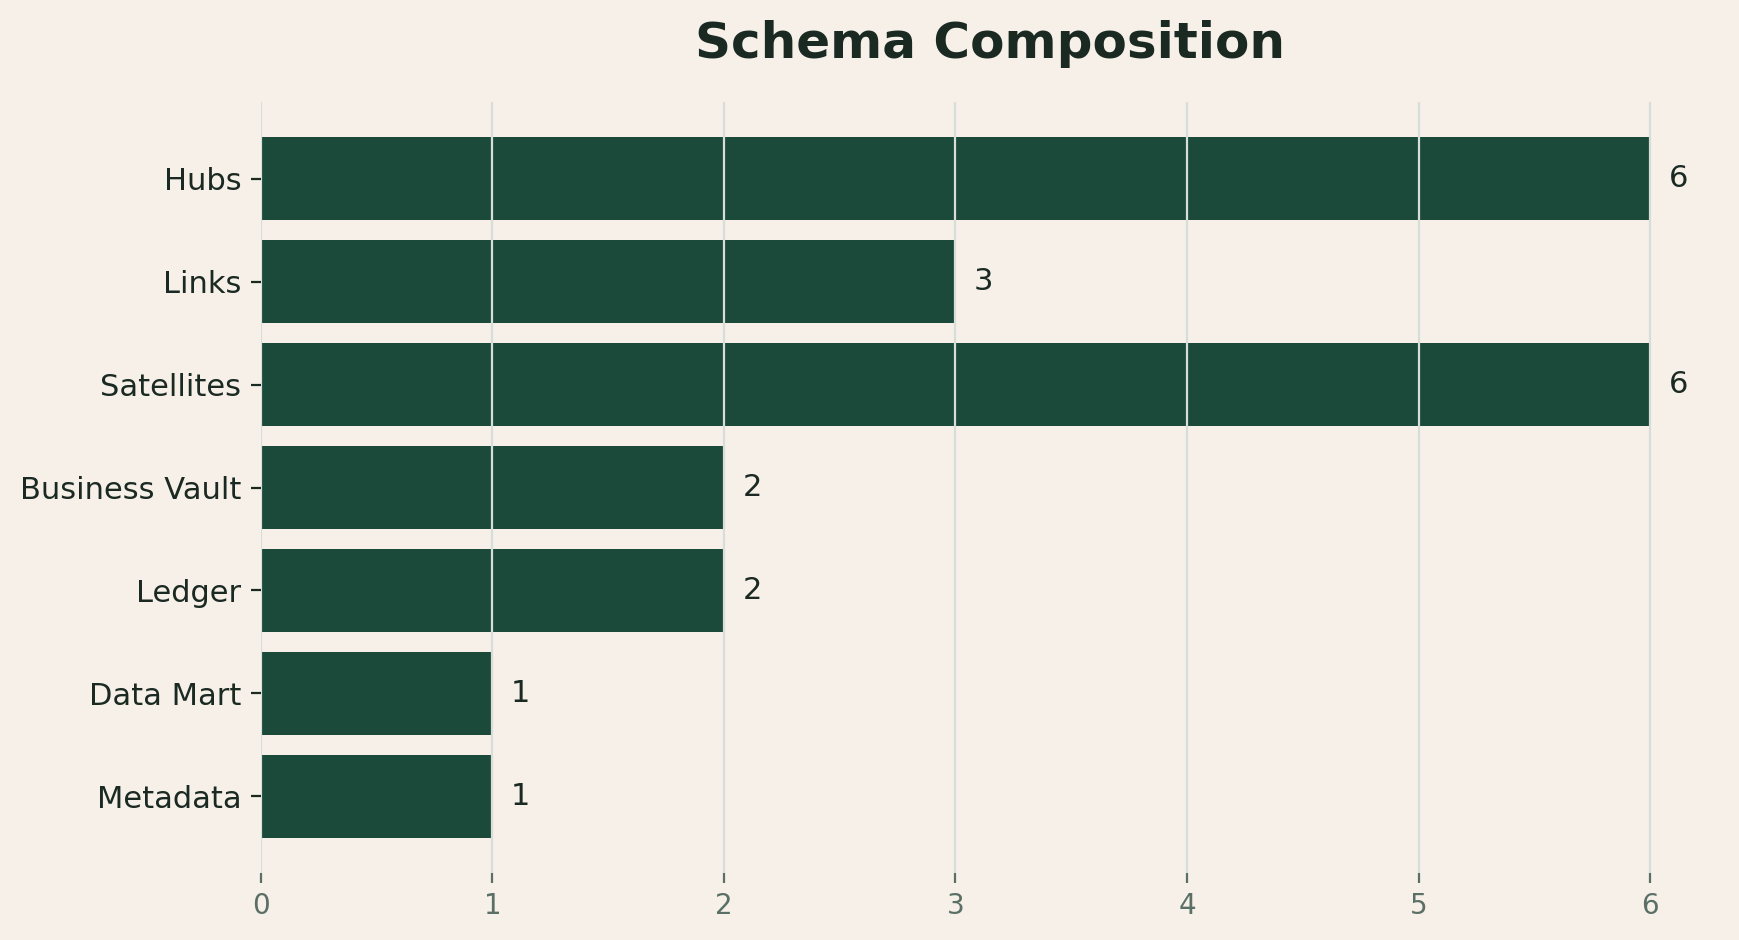 Schema Composition
Hubs 6
Links 3
Satellites 6
Business Vault 2
Ledger 2
Data Mart 1
Metadata 1
0 1 2 3 4 5 6